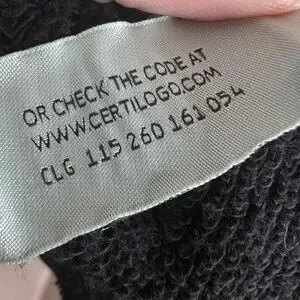 OR CHECK THE CODE AT
WWW.CERTILOGO.COM
CLG 115 260 161 054